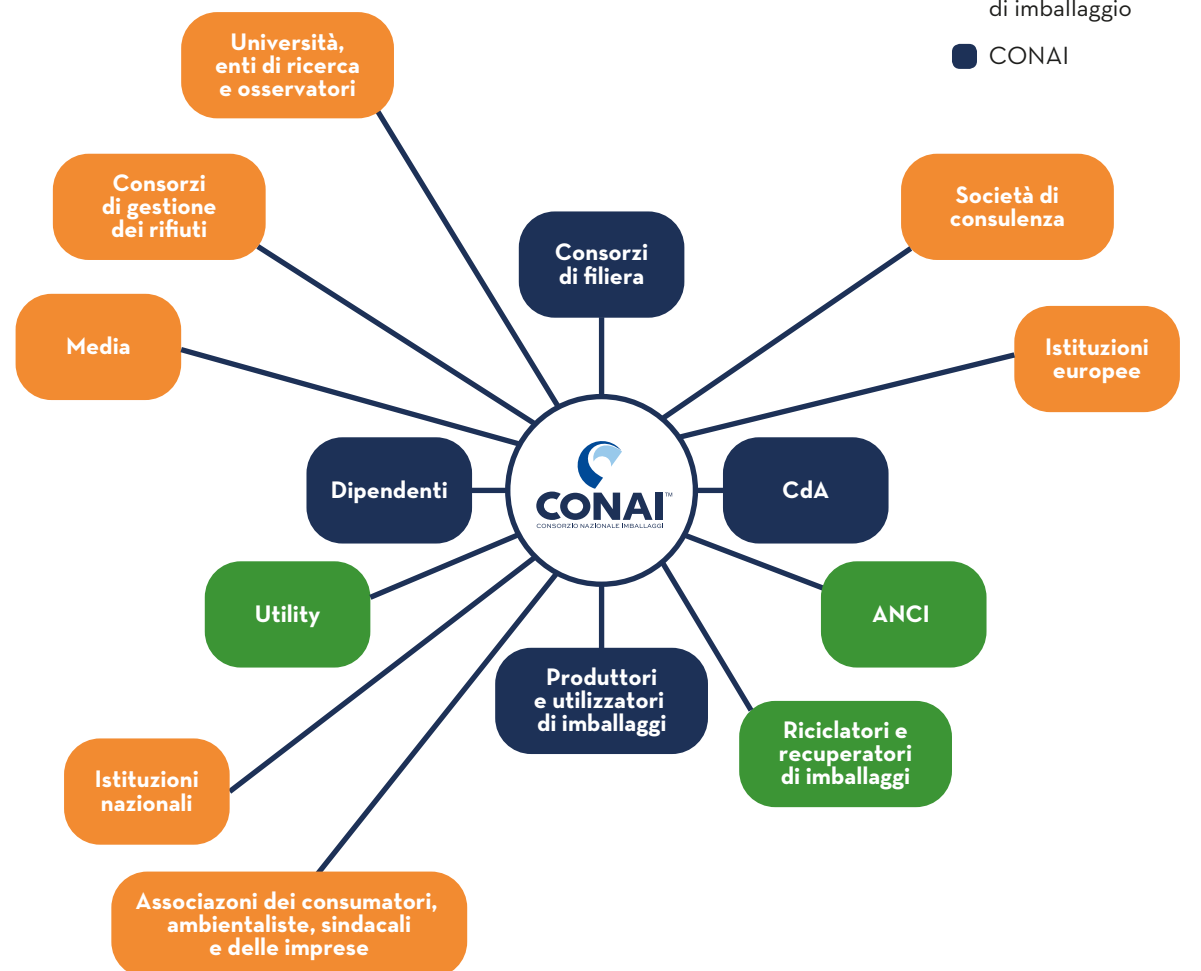 di imballaggio
CONAI
Università,
enti di ricerca
e osservatori
Consorzi
di gestione
dei rifiuti
Società di
consulenza
Consorzi
di filiera
Media
Istituzioni
europee
Dipendenti
CONAI™
CONSORZIO NAZIONALE IMBALLAGGI
CdA
Utility
ANCI
Produttori
e utilizzatori
di imballaggi
Riciclatori e
recuperatori
di imballaggi
Istituzioni
nazionali
Associazoni dei consumatori,
ambientaliste, sindacali
e delle imprese